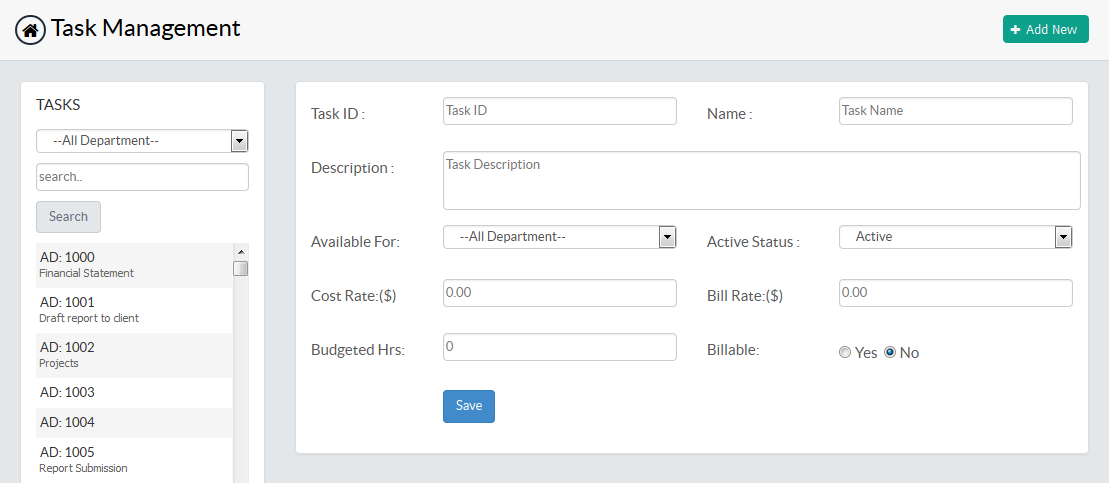 Task Management
+ Add New
TASKS
--All Department--
search..
Search
AD: 1000
Financial Statement
AD: 1001
Draft report to client
AD: 1002
Projects
AD: 1003
AD: 1004
AD: 1005
Report Submission
Task ID : Task ID Name : Task Name
Description : Task Description
Available For: --All Department-- Active Status : Active
Cost Rate:($) 0.00 Bill Rate:($) 0.00
Budgeted Hrs: 0 Billable: Yes No
Save